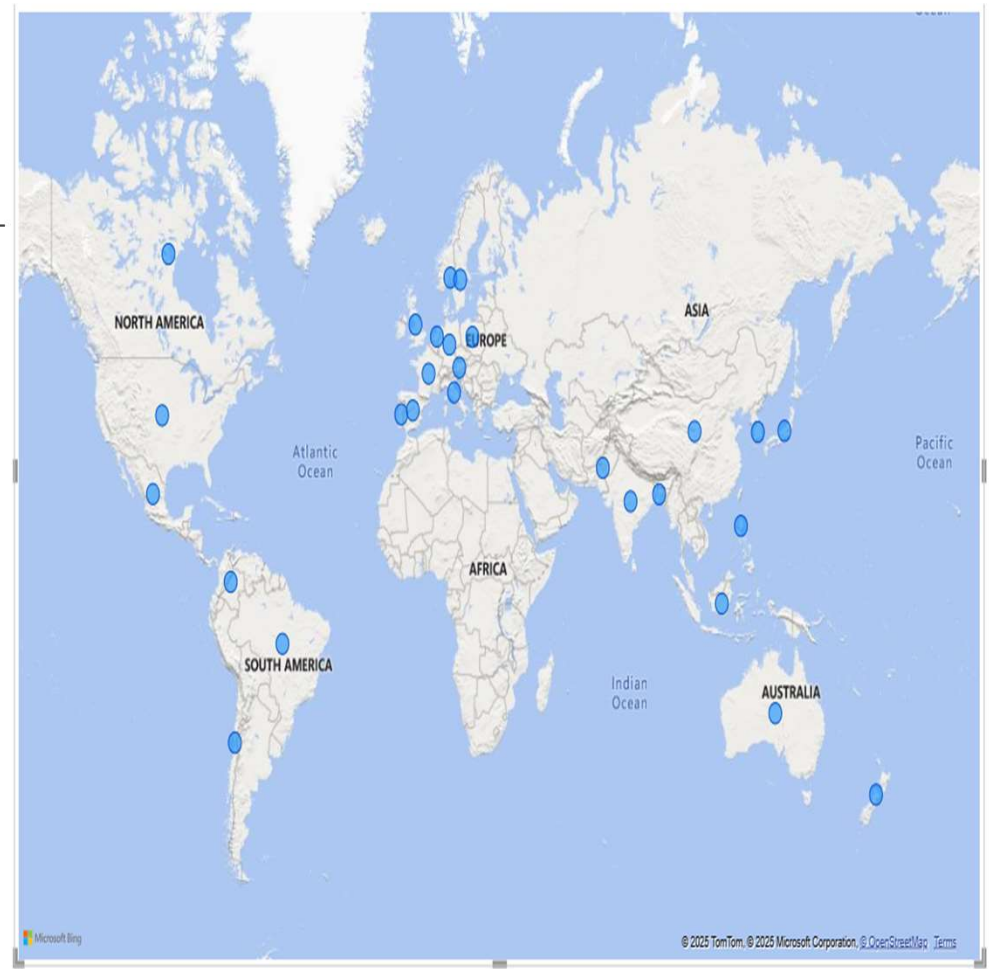 Ocean
NORTH AMERICA
ASIA
EUROPE
Atlantic
Ocean
Pacific
Ocean
AFRICA
SOUTH AMERICA
Indian
Ocean
AUSTRALIA
Microsoft Bing
© 2025 TomTom, © 2025 Microsoft Corporation, © OpenStreetMap Terms